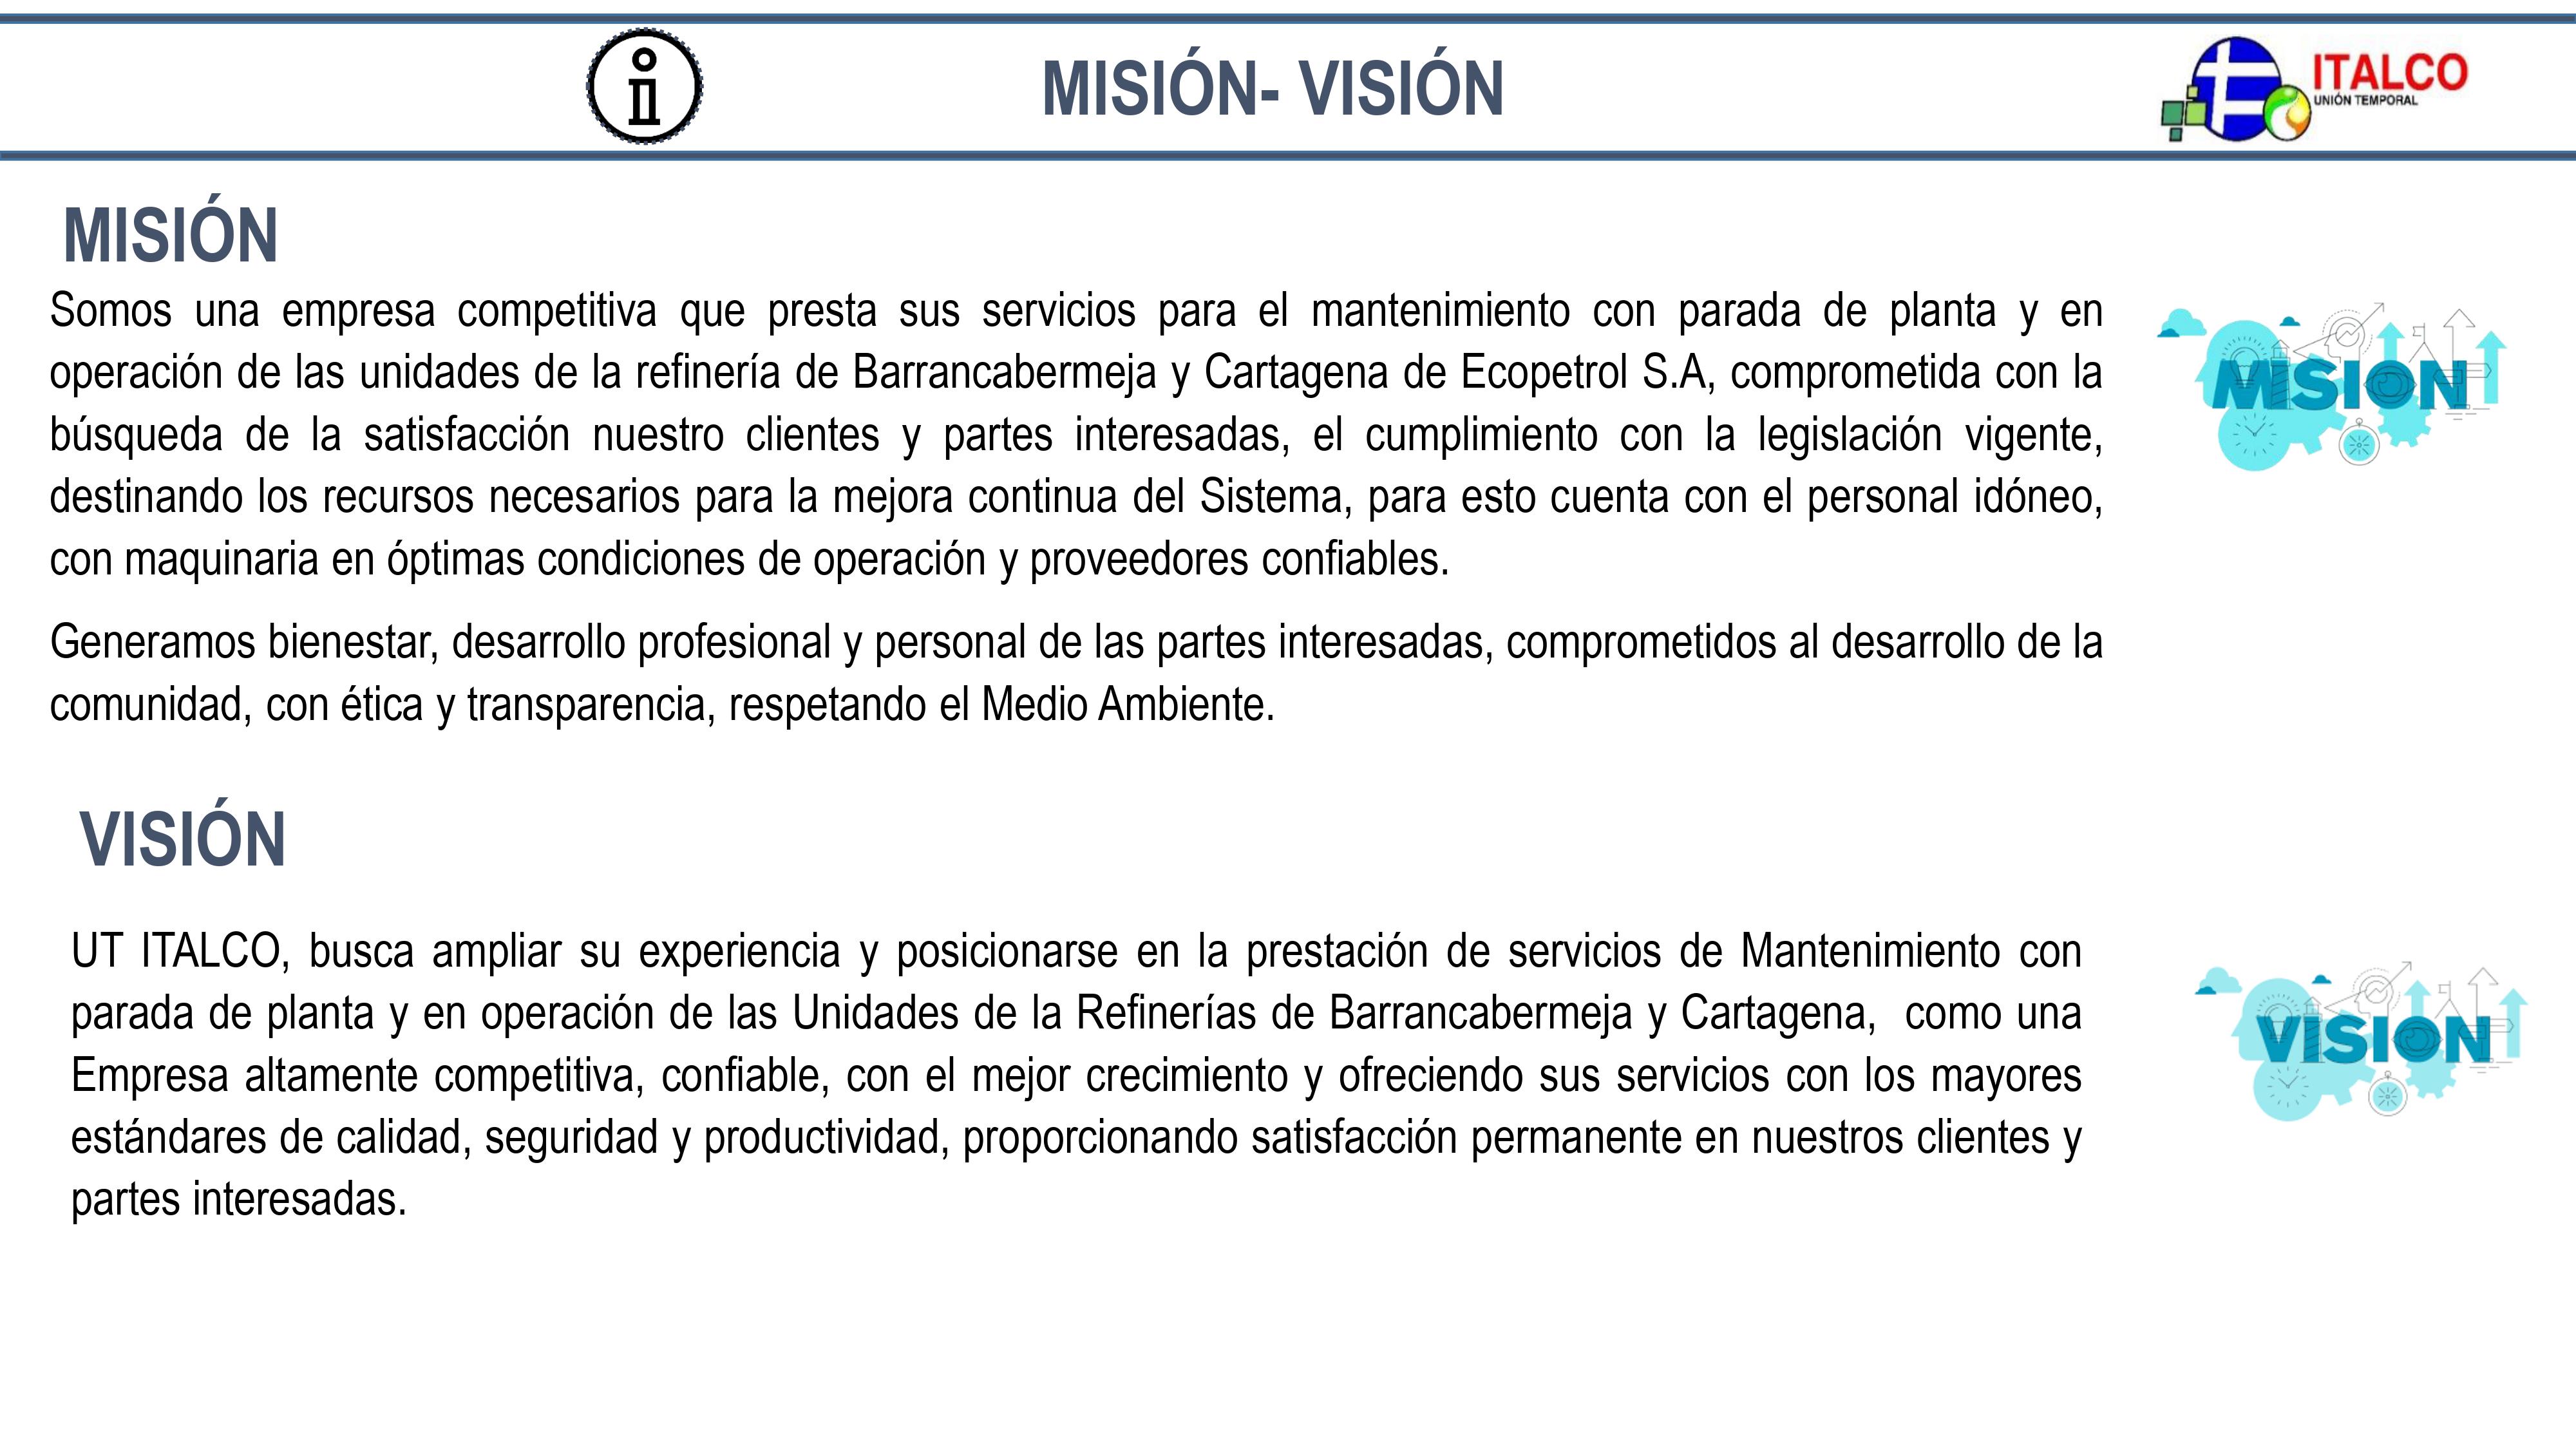 MISIÓN- VISIÓN
ITALCO
UNIÓN TEMPORAL
MISIÓN
Somos una empresa competitiva que presta sus servicios para el mantenimiento con parada de planta y en
operación de las unidades de la refinería de Barrancabermeja y Cartagena de Ecopetrol S.A, comprometida con la
búsqueda de la satisfacción nuestro clientes y partes interesadas, el cumplimiento con la legislación vigente,
destinando los recursos necesarios para la mejora continua del Sistema, para esto cuenta con el personal idóneo,
con maquinaria en óptimas condiciones de operación y proveedores confiables.
MISION
Generamos bienestar, desarrollo profesional y personal de las partes interesadas, comprometidos al desarrollo de la
comunidad, con ética y transparencia, respetando el Medio Ambiente.
VISIÓN
UT ITALCO, busca ampliar su experiencia y posicionarse en la prestación de servicios de Mantenimiento con
parada de planta y en operación de las Unidades de la Refinerías de Barrancabermeja y Cartagena,  como una
Empresa altamente competitiva, confiable, con el mejor crecimiento y ofreciendo sus servicios con los mayores
estándares de calidad, seguridad y productividad, proporcionando satisfacción permanente en nuestros clientes y
partes interesadas.
VISION